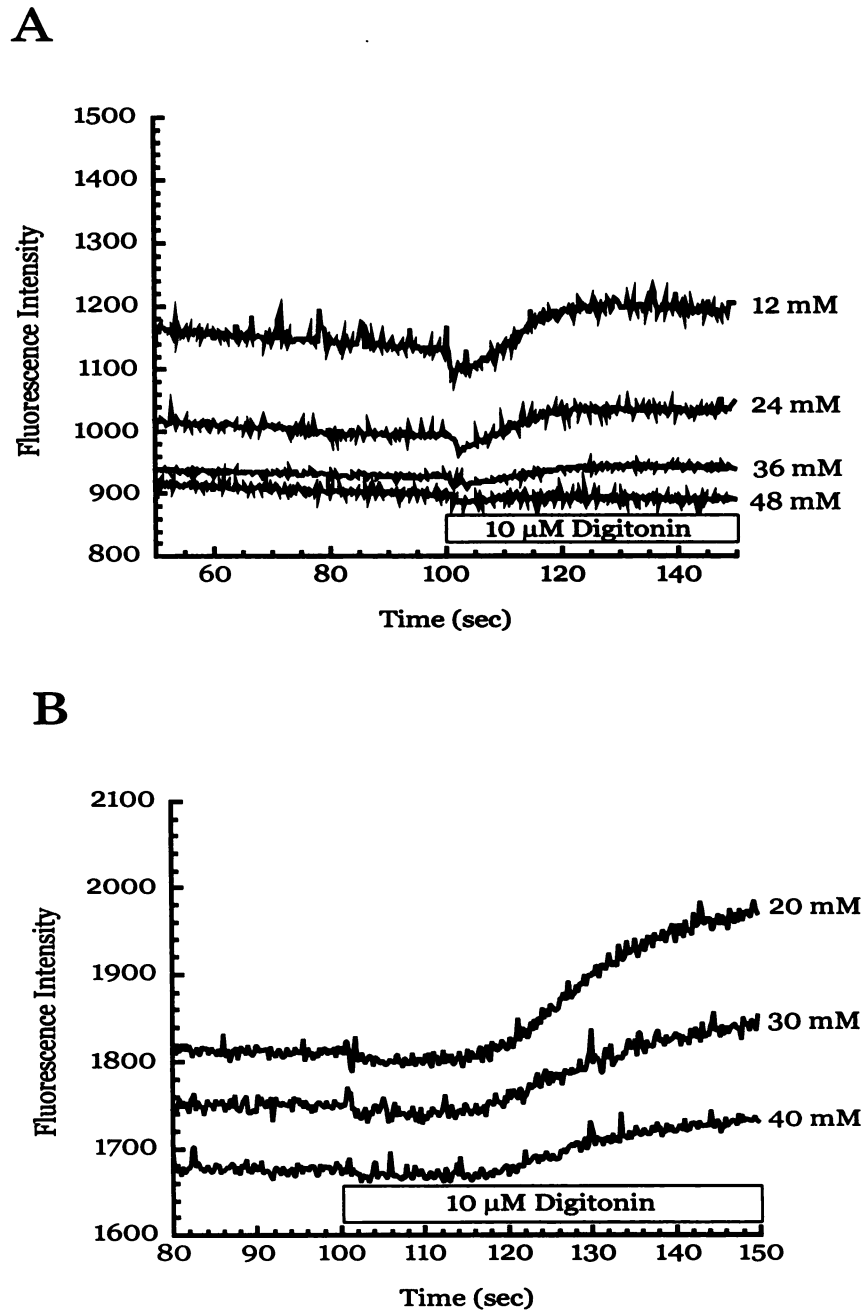 A
1500
1400
1300
1200
1100
1000
900
800
Fluorescence Intensity
12 mM
24 mM
36 mM
48 mM
10 µM Digitonin
60 80 100 120 140
Time (sec)
B
2100
2000
1900
1800
1700
1600
Fluorescence Intensity
20 mM
30 mM
40 mM
10 µM Digitonin
80 90 100 110 120 130 140 150
Time (sec)